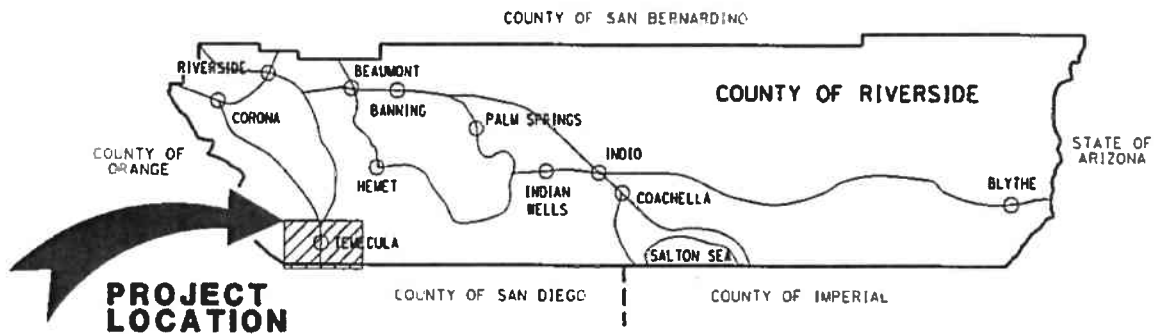 COUNTY OF SAN BERNARDINO
RIVERSIDE
BEAUMONT
BANNING
CORONA
PALM SPRINGS
COUNTY OF RIVERSIDE
COUNTY OF
ORANGE
STATE OF
ARIZONA
HEMET
INDIO
INDIAN
WELLS
COACHELLA
BLYTHE
TEMECULA
SALTON SEA
PROJECT
LOCATION
COUNTY OF SAN DIEGO
COUNTY OF IMPERIAL